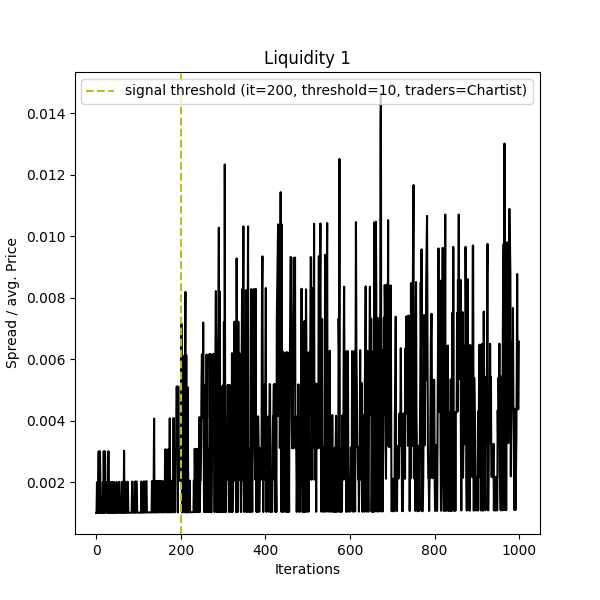 Liquidity 1
signal threshold (it=200, threshold=10, traders=Chartist)
0.014
0.012
0.010
0.008
0.006
0.004
0.002
Spread / avg. Price
0 200 400 600 800 1000
Iterations